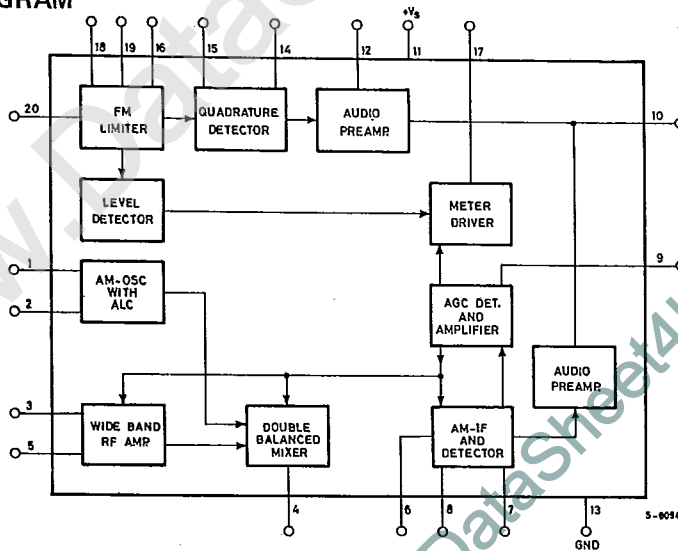 GRAM
+Vs
18 19 16 15 14 12 11 17
20
FM
LIMITER
QUADRATURE
DETECTOR
AUDIO
PREAMP.
10
LEVEL
DETECTOR
METER
DRIVER
1
AM-OSC
WITH
ALC
2
9
AGC DET.
AND
AMPLIFIER
AUDIO
PREAMP.
3
WIDE BAND
RF AMP.
5
DOUBLE
BALANCED
MIXER
AM-IF
AND
DETECTOR
4 6 8 7 13
GND
w.Datac
DataSheet4U